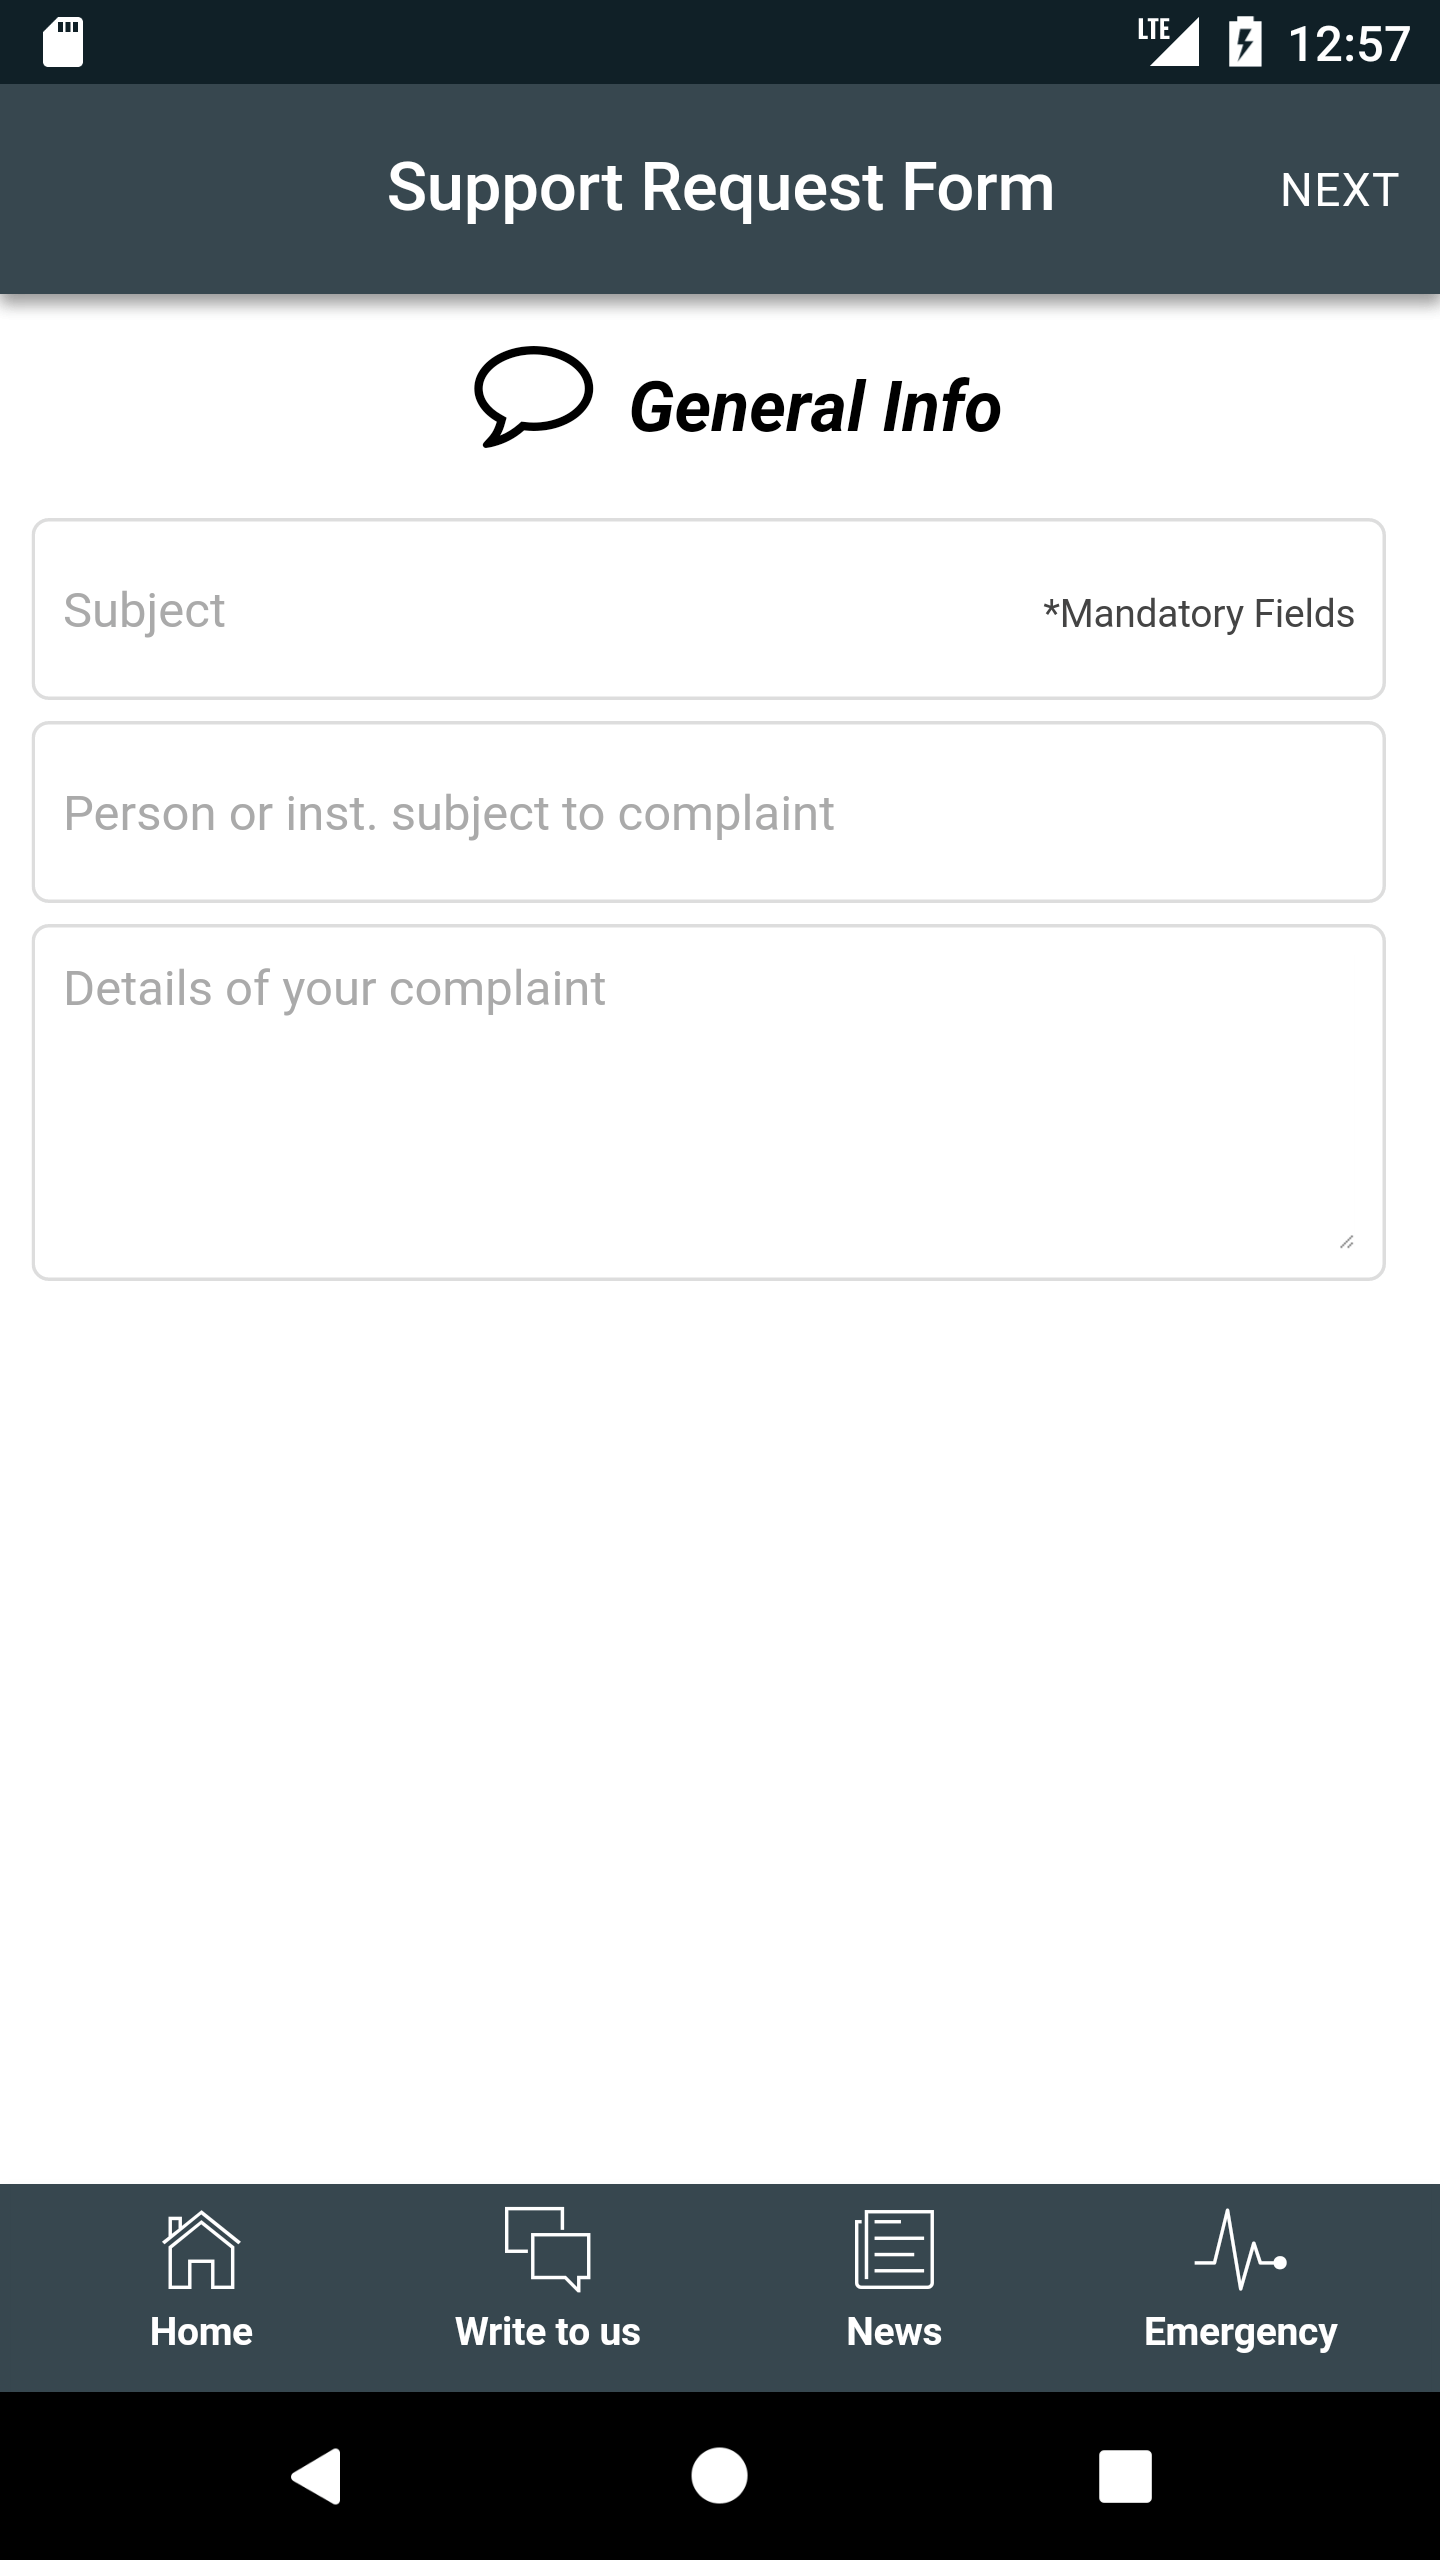 LTE 12:57
Support Request Form NEXT
General Info
Subject *Mandatory Fields
Person or inst. subject to complaint
Details of your complaint
Home Write to us News Emergency